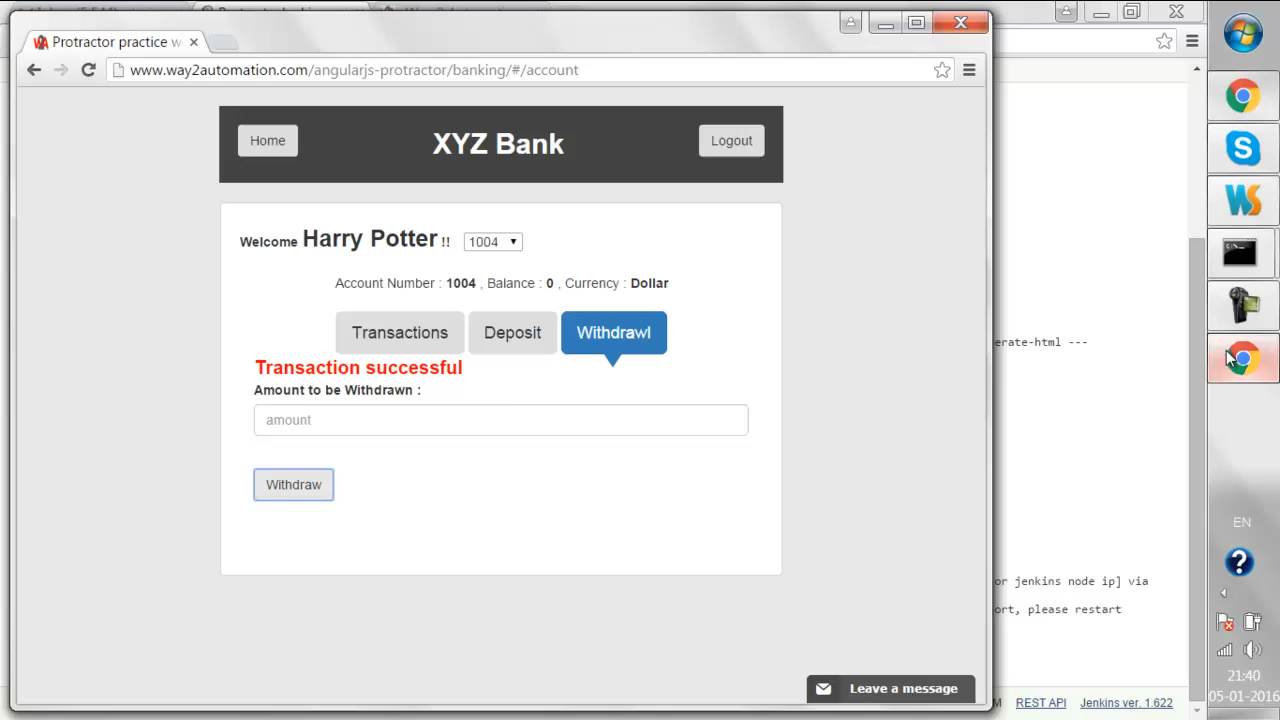 Protractor practice w
www.way2automation.com/angularjs-protractor/banking/#/account
Home
XYZ Bank
Logout
Welcome Harry Potter !! 1004
Account Number : 1004 , Balance : 0 , Currency : Dollar
Transactions
Deposit
Withdrawl
Transaction successful
Amount to be Withdrawn :
amount
Withdraw
Leave a message
erate-html ---
or jenkins node ip] via
ort, please restart
M REST API Jenkins ver. 1.622
EN
21:40
05-01-2016